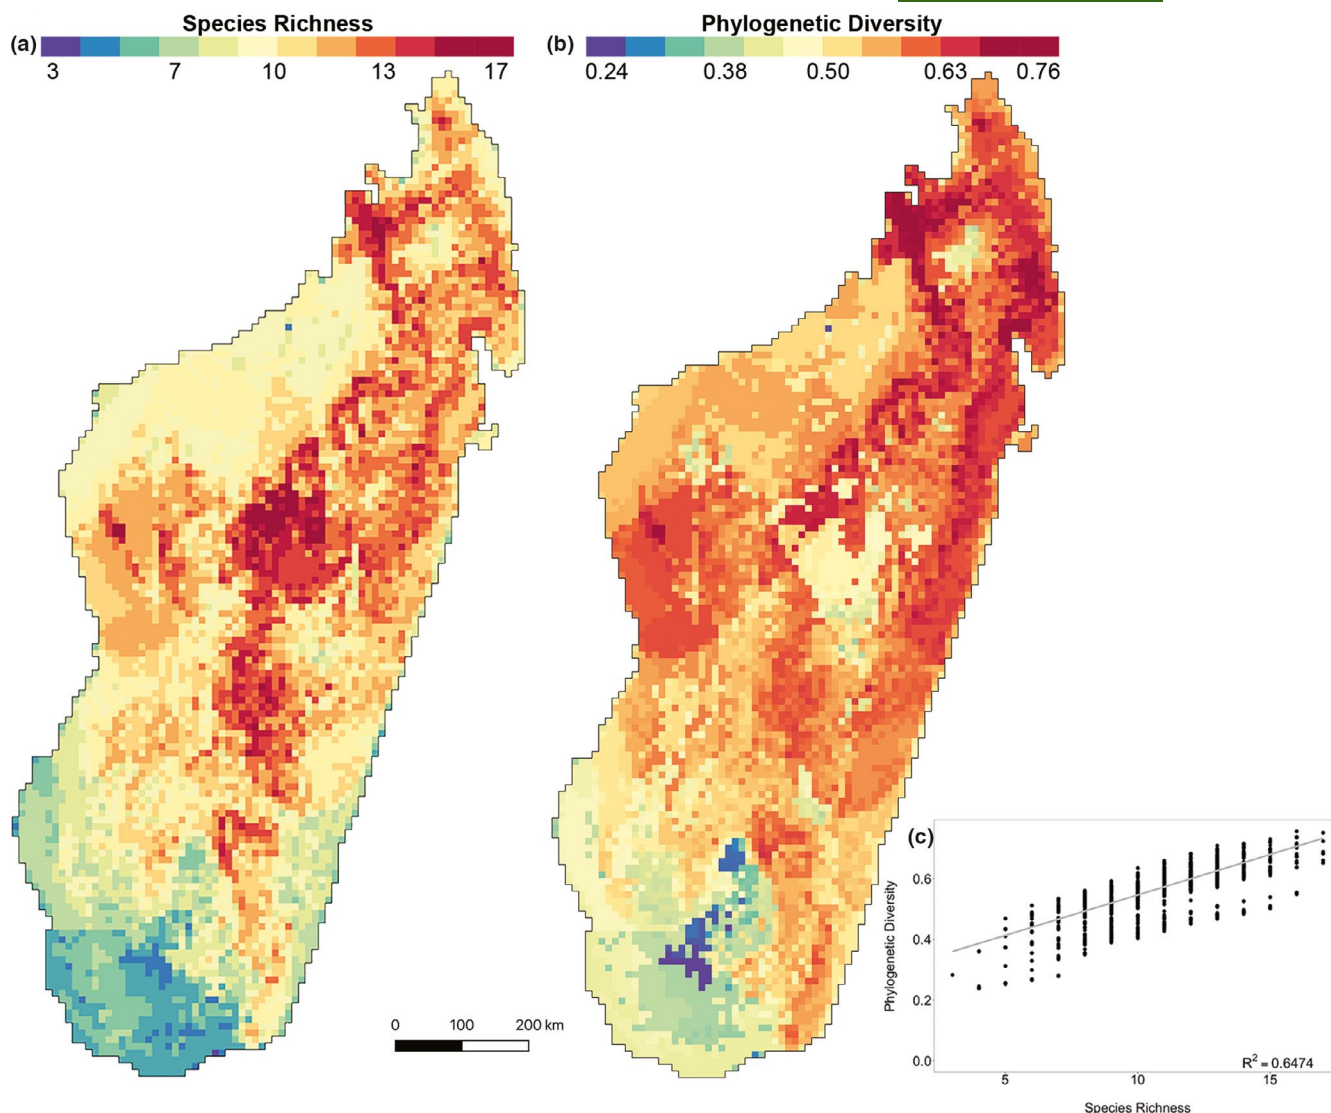 Species Richness
(a)
3 7 10 13 17
Phylogenetic Diversity
(b)
0.24 0.38 0.50 0.63 0.76
0 100 200 km
(c)
Phylogenetic Diversity
0.6
0.4
0.2
0.0
R² = 0.6474
5 10 15
Species Richness